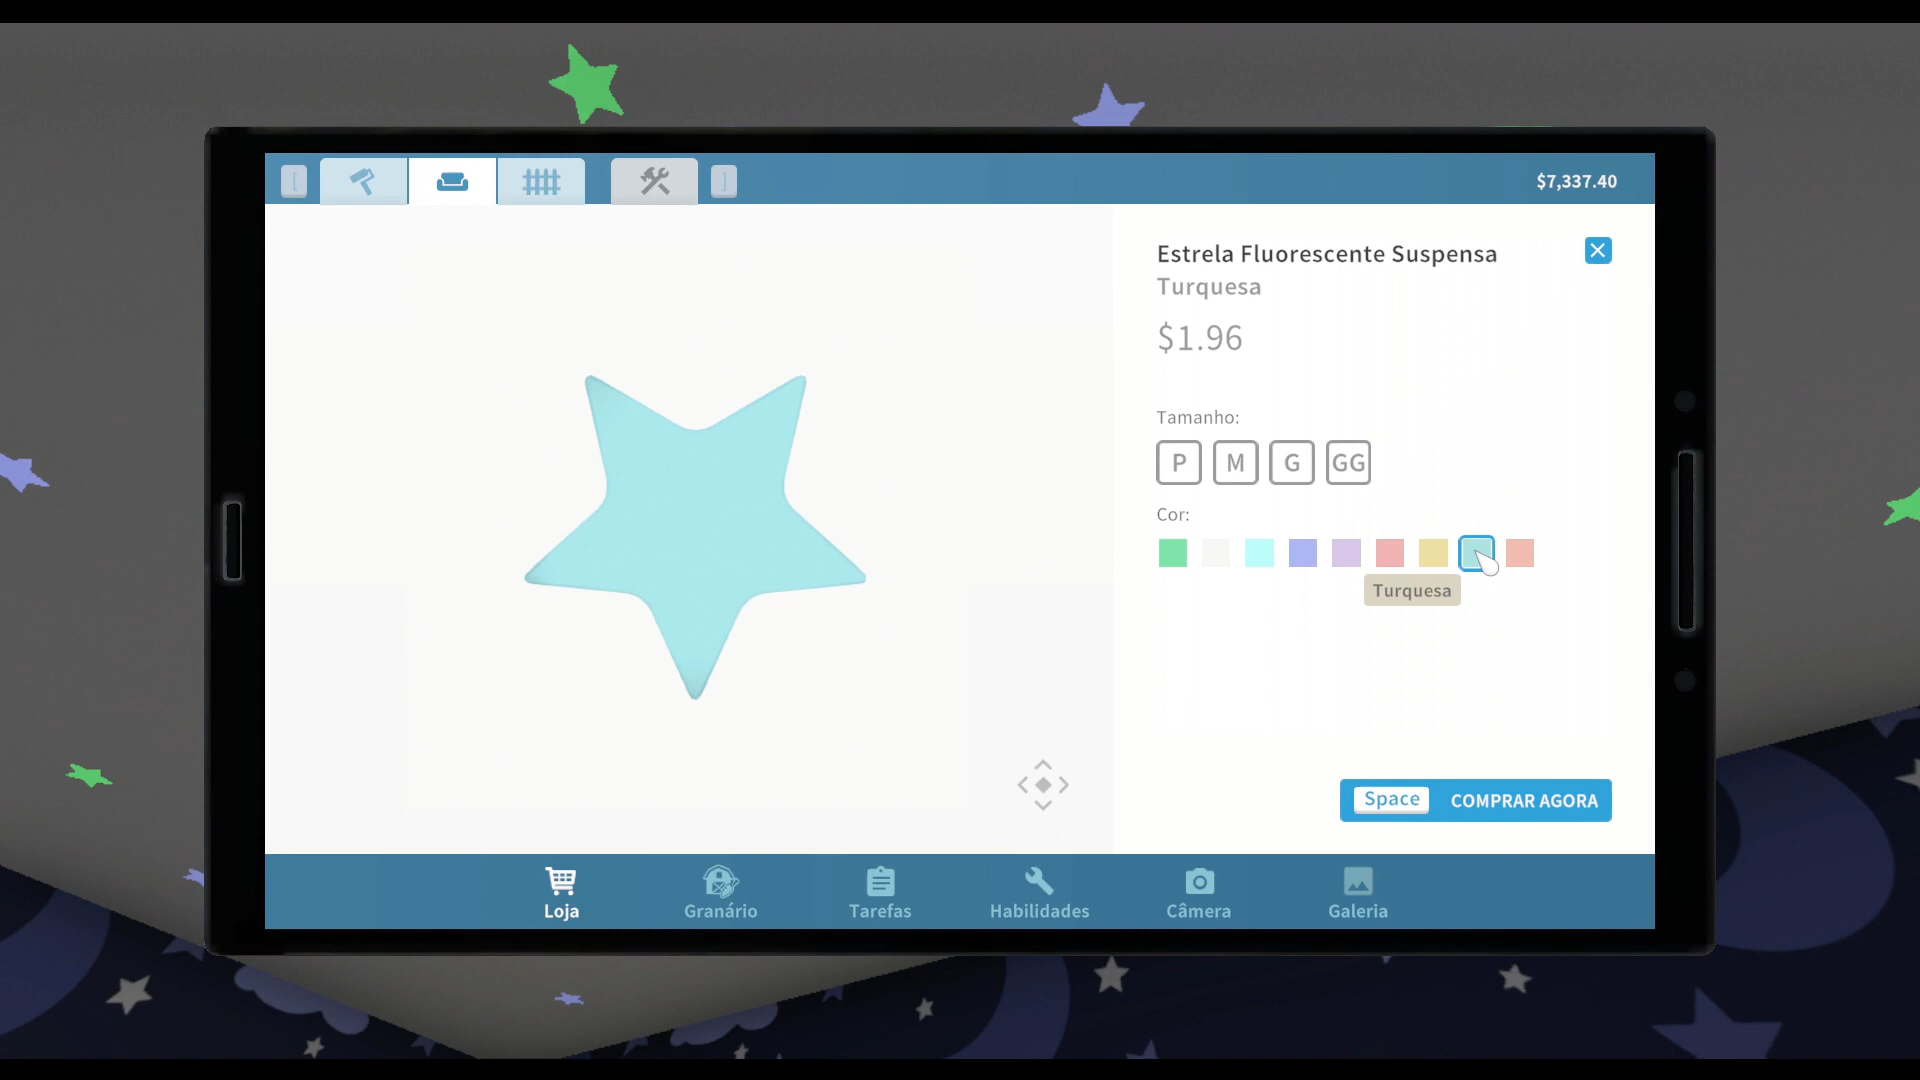 [
]
$7,337.40
Estrela Fluorescente Suspensa
Turquesa
$1.96
Tamanho:
P M G GG
Cor:
Turquesa
Space COMPRAR AGORA
Loja Granário Tarefas Habilidades Câmera Galeria